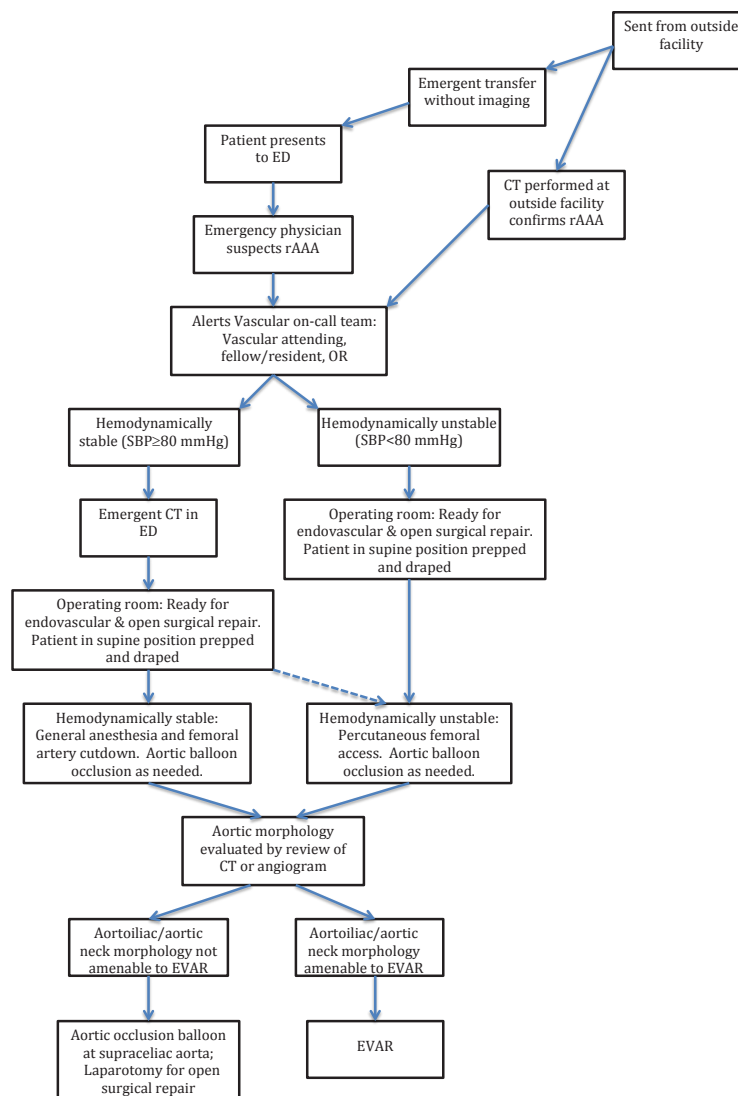 Sent from outside
facility
Emergent transfer
without imaging
Patient presents
to ED
CT performed at
outside facility
confirms rAAA
Emergency physician
suspects rAAA
Alerts Vascular on-call team:
Vascular attending,
fellow/resident, OR
Hemodynamically
stable (SBP≥80 mmHg)
Hemodynamically unstable
(SBP<80 mmHg)
Emergent CT in
ED
Operating room: Ready for
endovascular & open surgical repair.
Patient in supine position prepped
and draped
Operating room: Ready for
endovascular & open surgical repair.
Patient in supine position prepped
and draped
Hemodynamically stable:
General anesthesia and femoral
artery cutdown. Aortic balloon
occlusion as needed.
Hemodynamically unstable:
Percutaneous femoral
access. Aortic balloon
occlusion as needed.
Aortic morphology
evaluated by review of
CT or angiogram
Aortoiliac/aortic
neck morphology not
amenable to EVAR
Aortoiliac/aortic
neck morphology
amenable to EVAR
Aortic occlusion balloon
at supraceliac aorta;
Laparotomy for open
surgical repair
EVAR